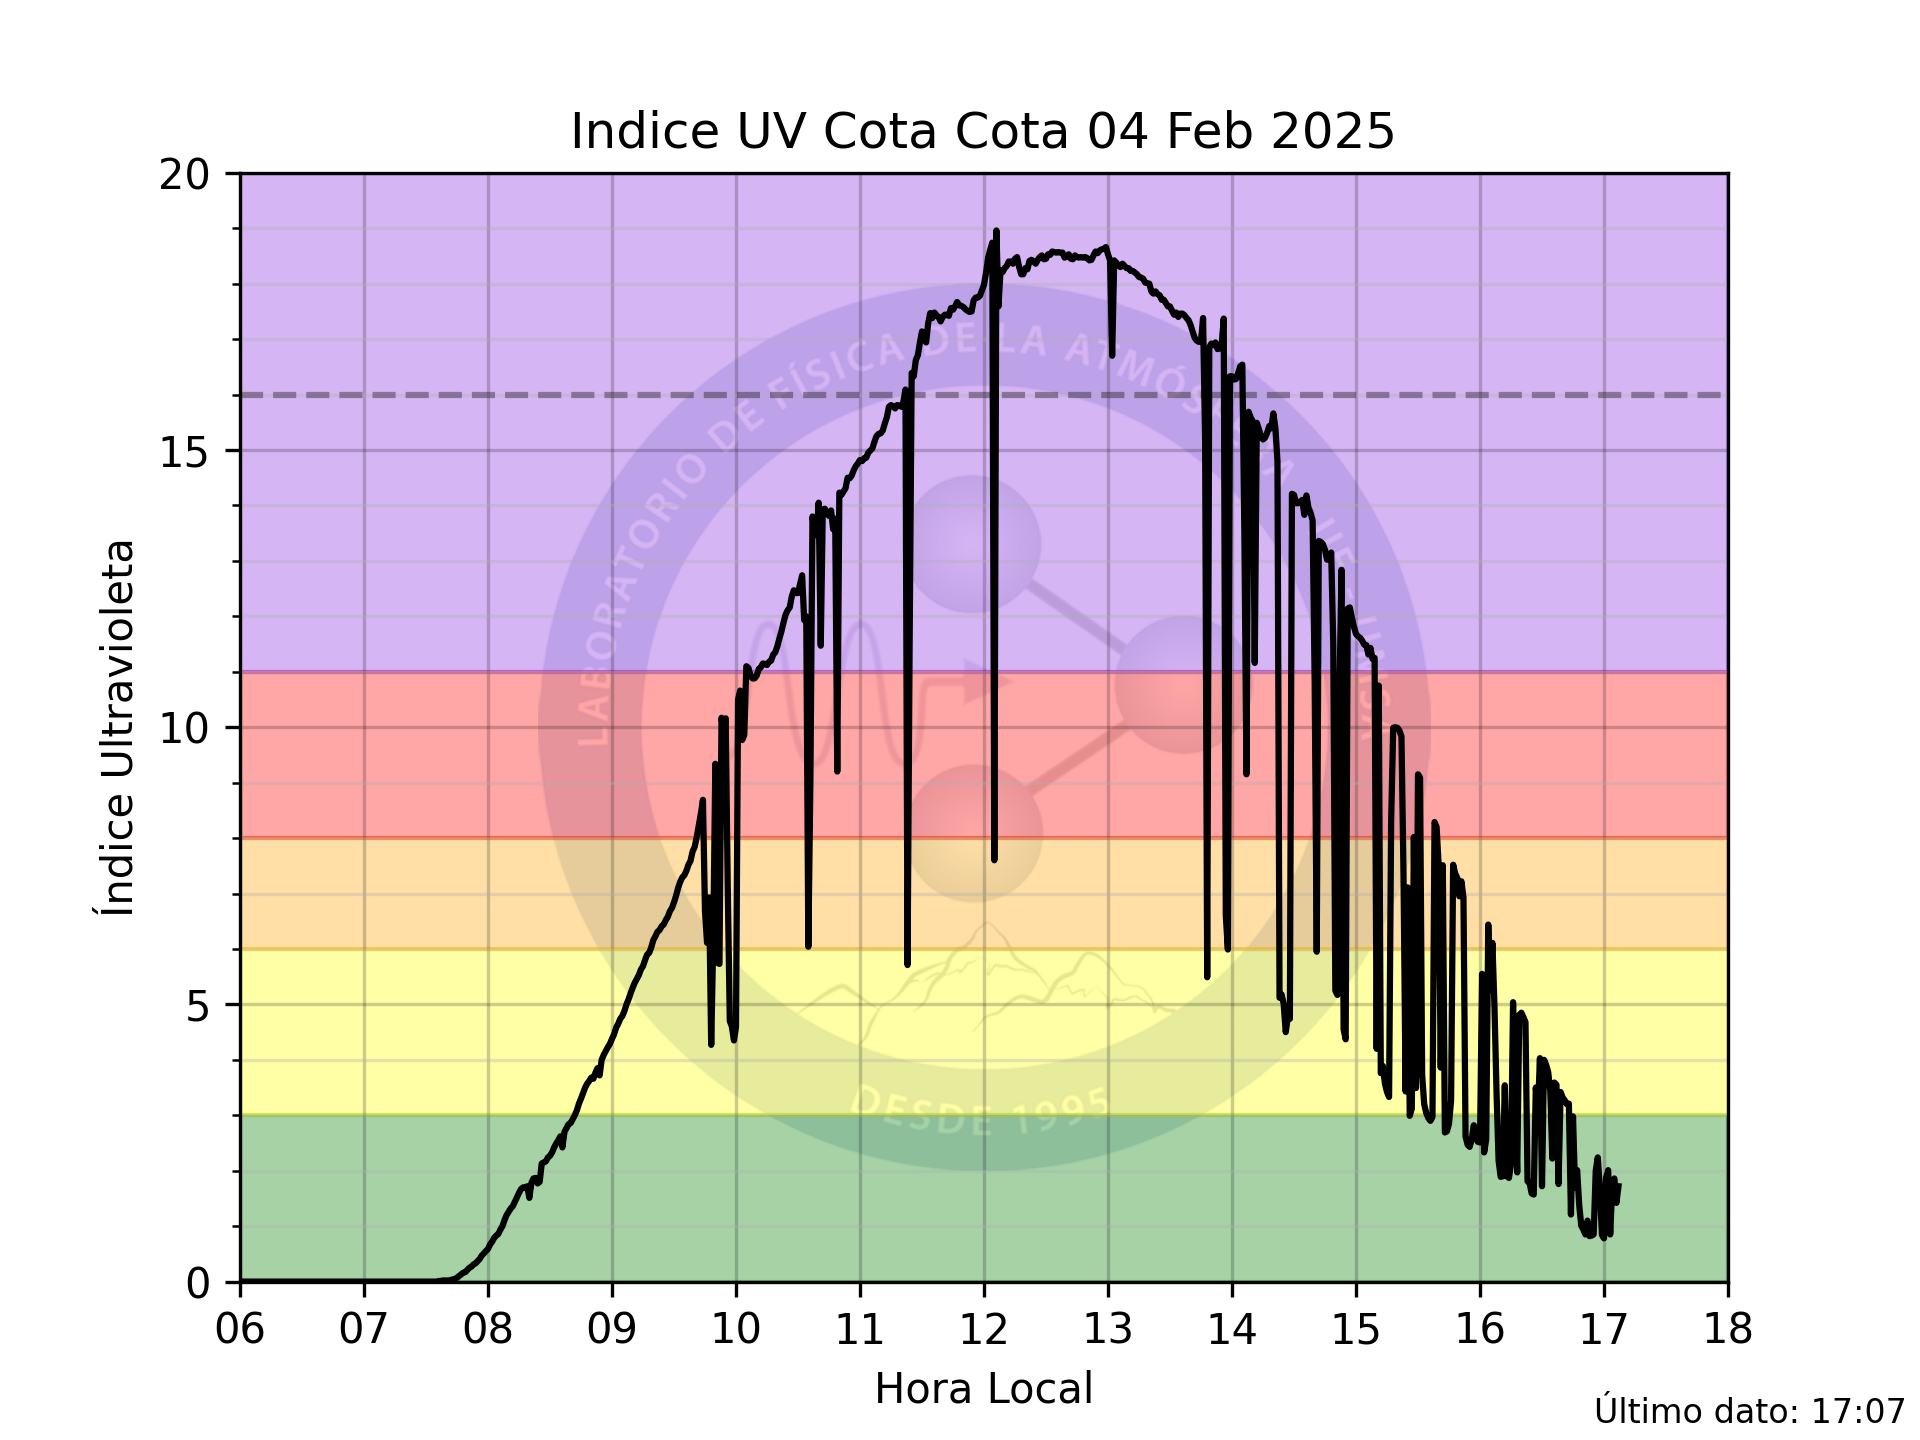 Indice UV Cota Cota 04 Feb 2025
20
15
10
5
0
Índice Ultravioleta
LABORATORIO DE FÍSICA DE LA ATMÓS
DESDE 1995
06 07 08 09 10 11 12 13 14 15 16 17 18
Hora Local
Último dato: 17:07